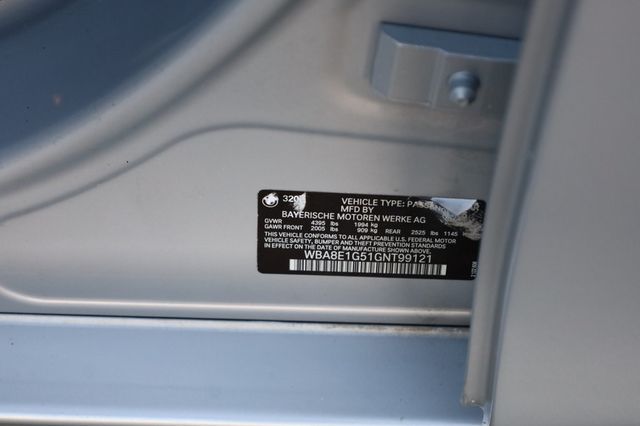 320i VEHICLE TYPE:
MFD BY
BAYERISCHE MOTOREN WERKE AG
GVWR 4395 lbs 1994 kg
GAWR FRONT 2005 lbs 909 kg REAR 2525 lbs 1145
THIS VEHICLE CONFORMS TO ALL APPLICABLE U.S. FEDERAL MOTOR
VEHICLE SAFETY, BUMPER AND THEFT PREVENTION STANDARDS
IN EFFECT ON THE DATE OF MANUFACTURE SHOWN ABOVE.
WBA8E1G51GNT99121